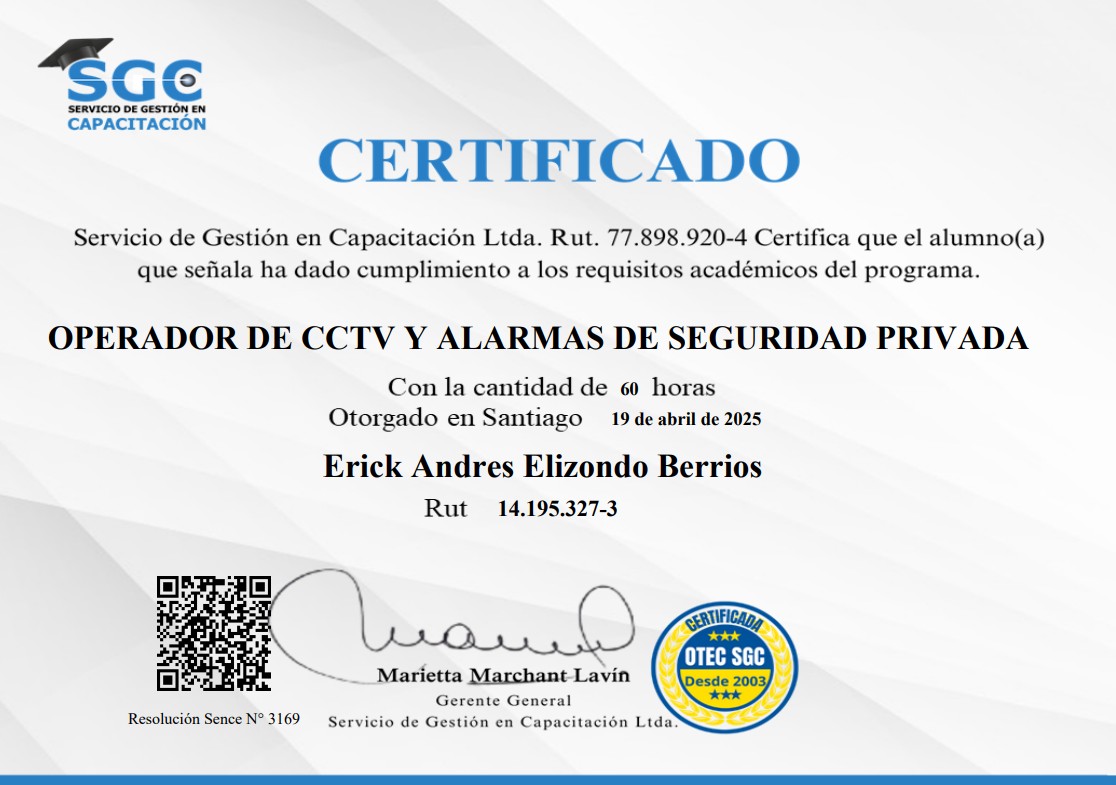 SGC
SERVICIO DE GESTIÓN EN
CAPACITACIÓN
CERTIFICADO
Servicio de Gestión en Capacitación Ltda. Rut. 77.898.920-4 Certifica que el alumno(a)
que señala ha dado cumplimiento a los requisitos académicos del programa.
OPERADOR DE CCTV Y ALARMAS DE SEGURIDAD PRIVADA
Con la cantidad de 60 horas
Otorgado en Santiago 19 de abril de 2025
Erick Andres Elizondo Berrios
Rut 14.195.327-3
Marietta Marchant Lavín
Gerente General
Servicio de Gestión en Capacitación Ltda.
Resolución Sence N° 3169
CERTIFICADA
OTEC SGC
Desde 2003